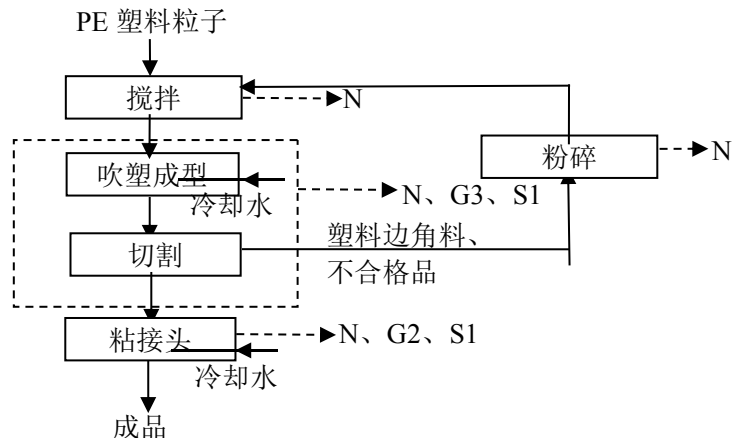 PE 塑料粒子
搅拌
N
粉碎
N
吹塑成型
冷却水
N、G3、S1
塑料边角料、
不合格品
切割
粘接头
N、G2、S1
冷却水
成品